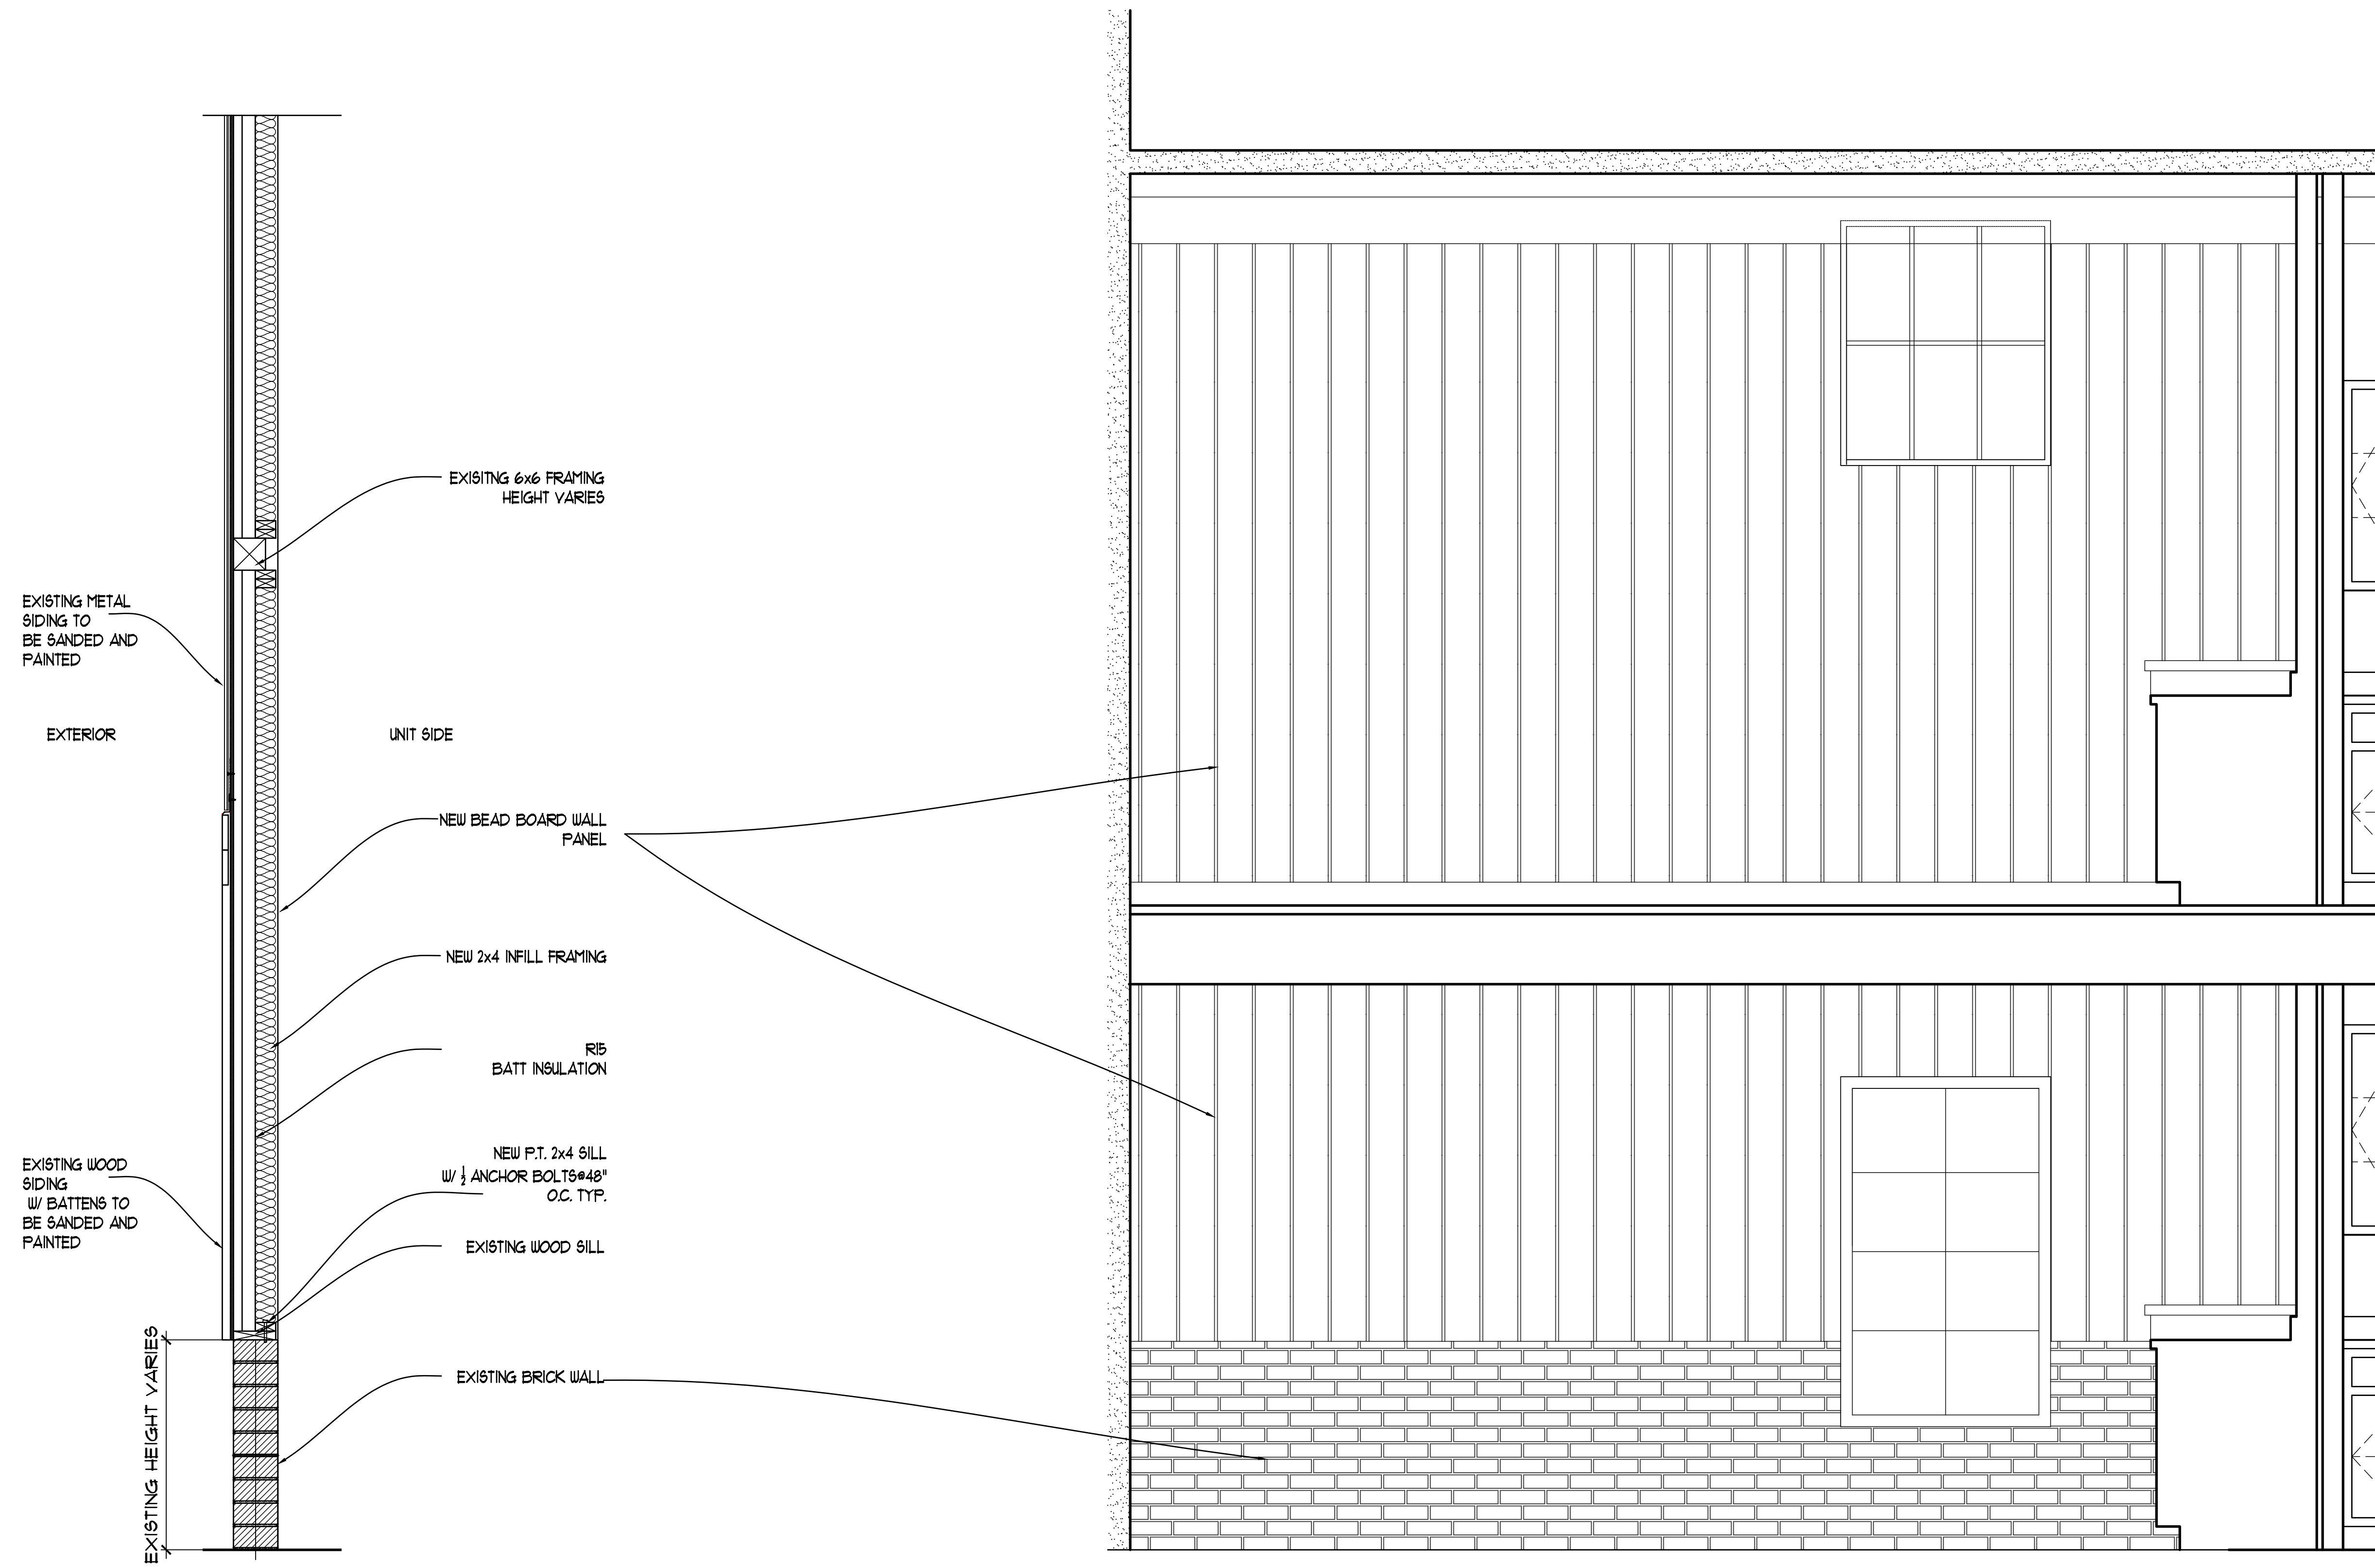 EXISITNG 6x6 FRAMING
HEIGHT VARIES
EXISTING METAL
SIDING TO
BE SANDED AND
PAINTED
EXTERIOR
UNIT SIDE
NEW BEAD BOARD WALL
PANEL
NEW 2x4 INFILL FRAMING
R15
BATT INSULATION
NEW P.T. 2x4 SILL
W/ 1/2 ANCHOR BOLTS@48"
O.C. TYP.
EXISTING WOOD
SIDING
W/ BATTENS TO
BE SANDED AND
PAINTED
EXISTING WOOD SILL
EXISTING BRICK WALL
EXISTING HEIGHT VARIES